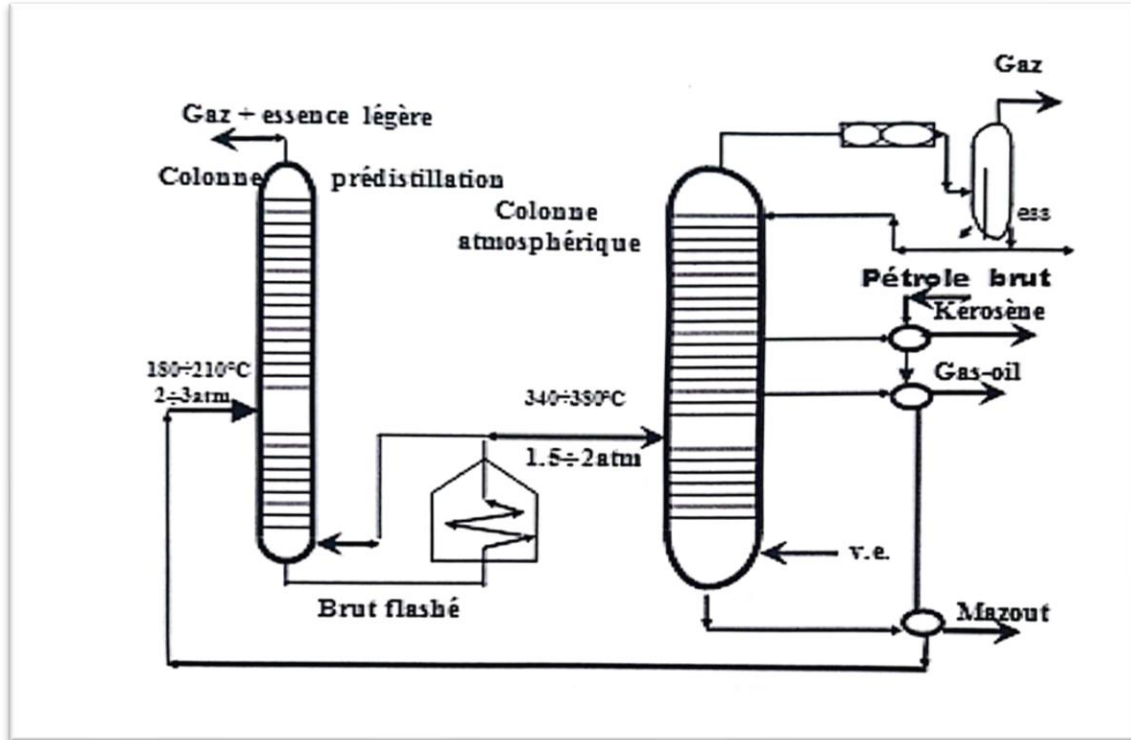 Gaz
Gaz + essence légère
Colonne prédistillation
Colonne
atmosphérique
ess
Pétrole brut
Kérosène
180÷210°C
2÷3atm
Gas-oil
340÷380°C
1.5÷2atm
v.e.
Brut flashé
Mazout